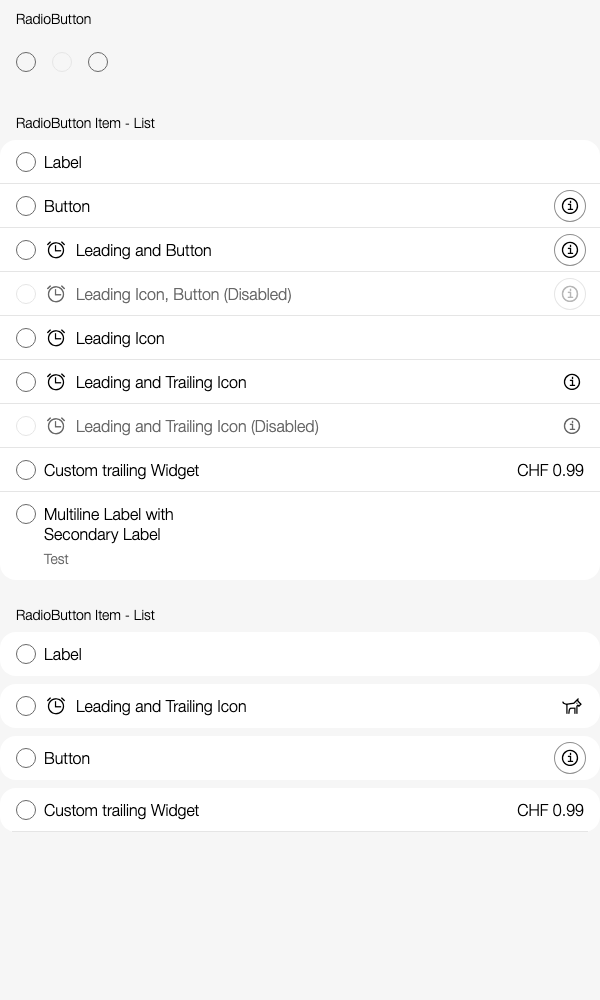 RadioButton
RadioButton Item - List
Label
Button
Leading and Button
Leading Icon, Button (Disabled)
Leading Icon
Leading and Trailing Icon
Leading and Trailing Icon (Disabled)
Custom trailing Widget CHF 0.99
Multiline Label with
Secondary Label
Test
RadioButton Item - List
Label
Leading and Trailing Icon
Button
Custom trailing Widget CHF 0.99